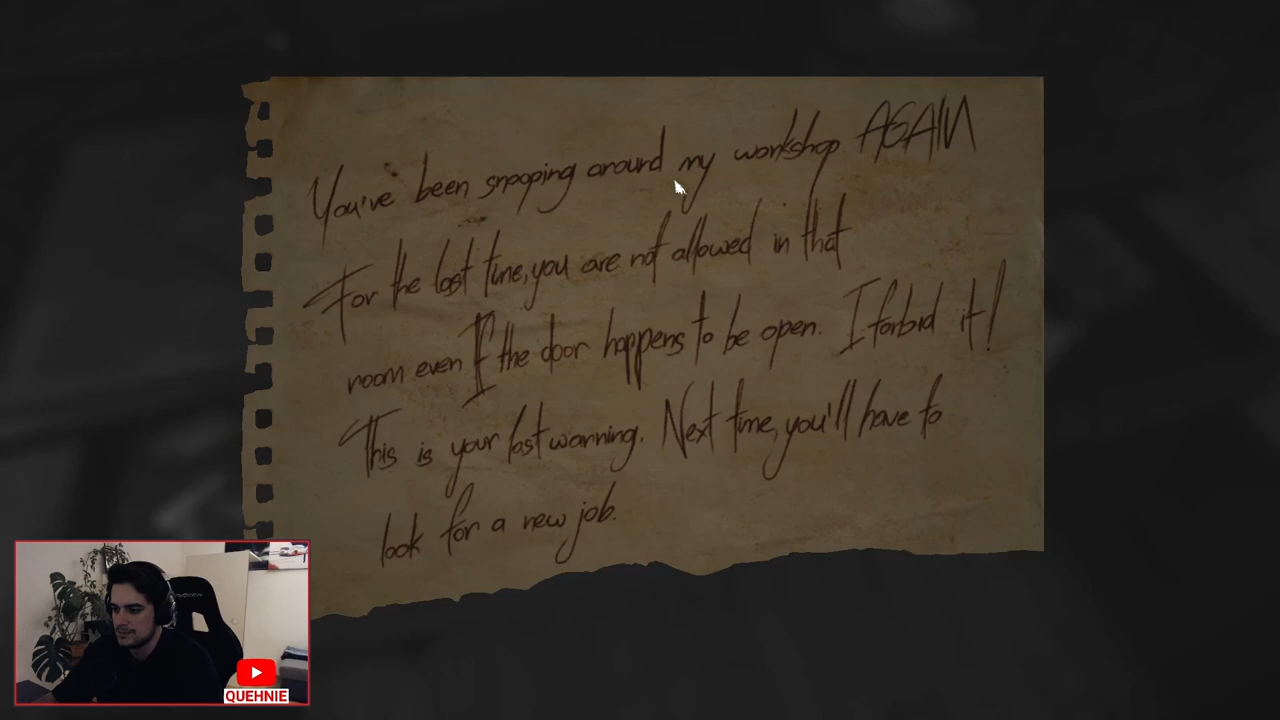 You've been snooping around my workshop AGAIN
For the last time, you are not allowed in that
room even If the door happens to be open. I forbid it!
This is your last warning. Next time, you'll have to
look for a new job.
QUEHNIE